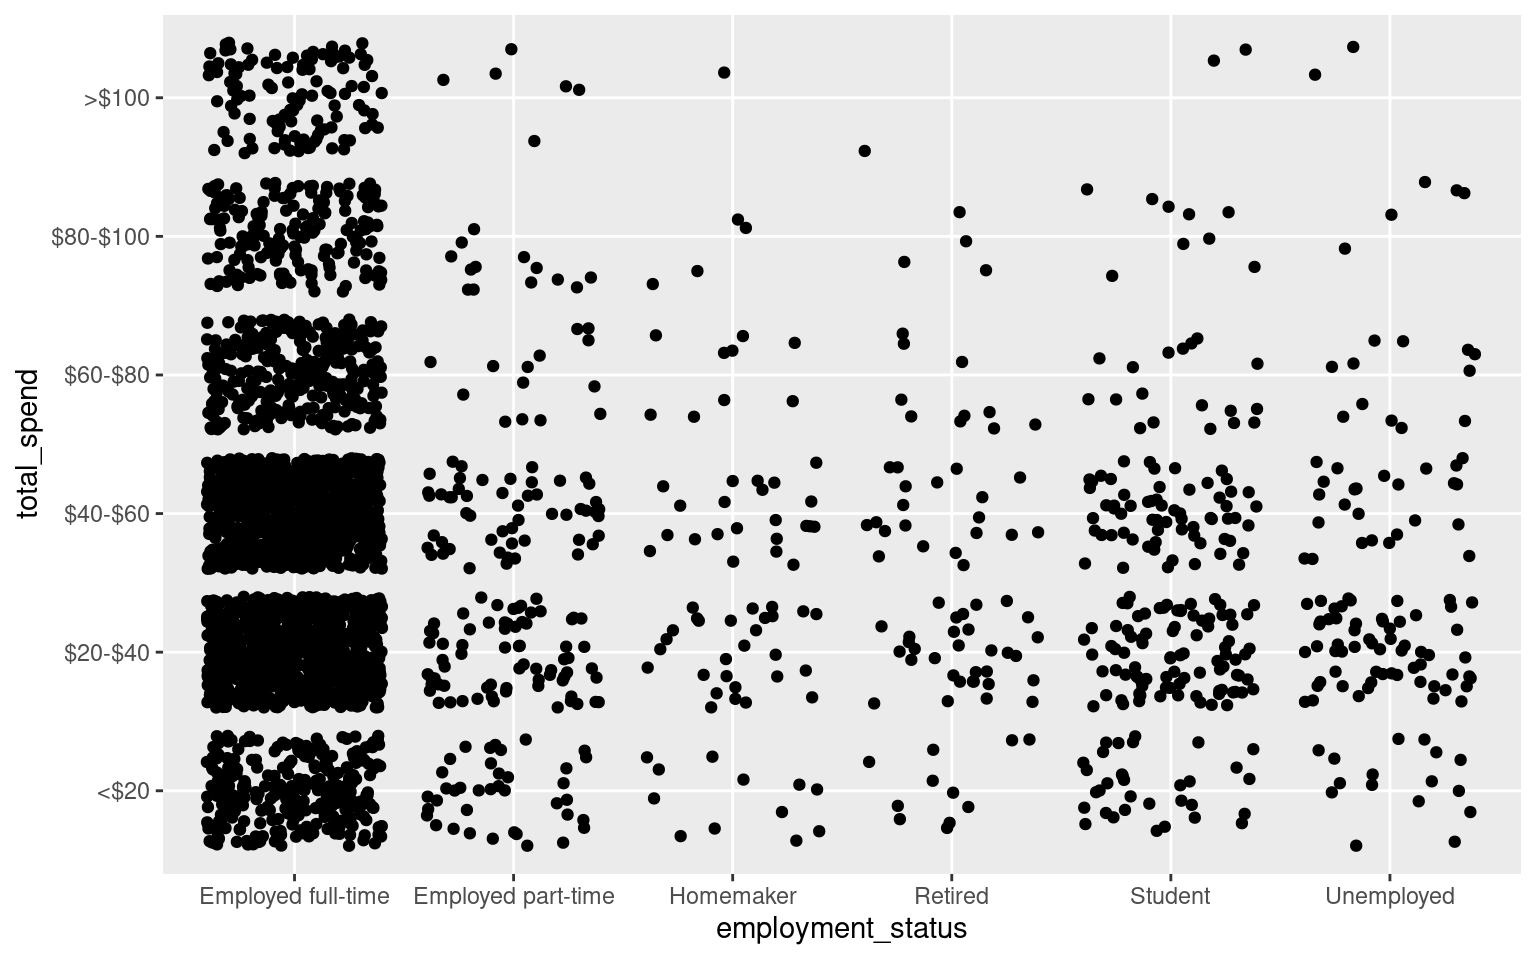 >$100
$80-$100
$60-$80
$40-$60
$20-$40
<$20
total_spend
Employed full-time Employed part-time Homemaker Retired Student Unemployed
employment_status